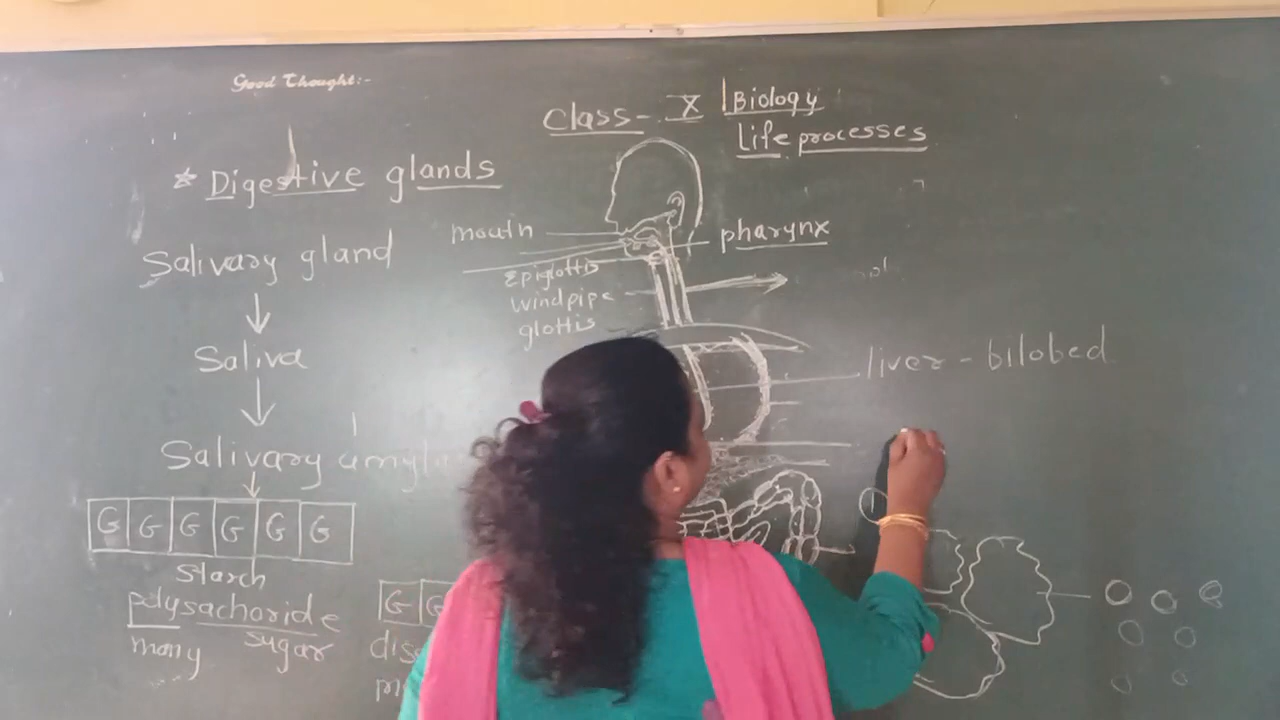 Good Thought:-
Class - X Biology
Life processes
* Digestive glands
Salivary gland
Saliva
Salivary
G G G G G G
Starch
polysacharide
many sugar
G G
mouth
pharynx
Epiglottis
windpipe
glottis
liver - bilobed
1